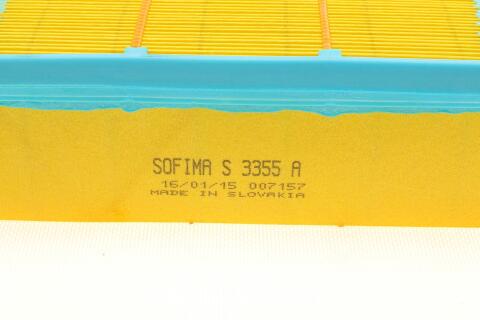 SOFIMA S 3355 A
16/01/15 007157
MADE IN SLOVAKIA